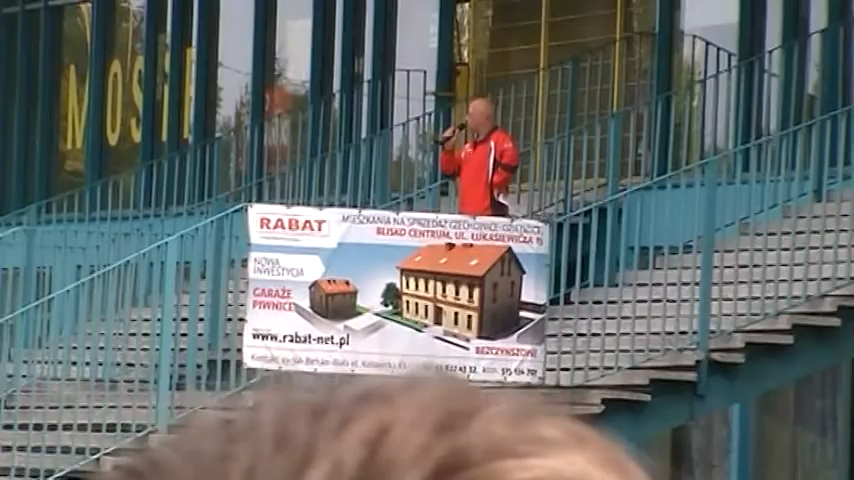 MOSiR
RABAT
MIESZKANIA NA SPRZEDAŻ CZECHOWICE-DZIEDZICE
BLISKO CENTRUM, UL. ŁUKASIEWICZA
NOWA
INWESTYCJA
GARAŻE
PIWNICE
www.rabat-net.pl
BEZCZYNSZOWE